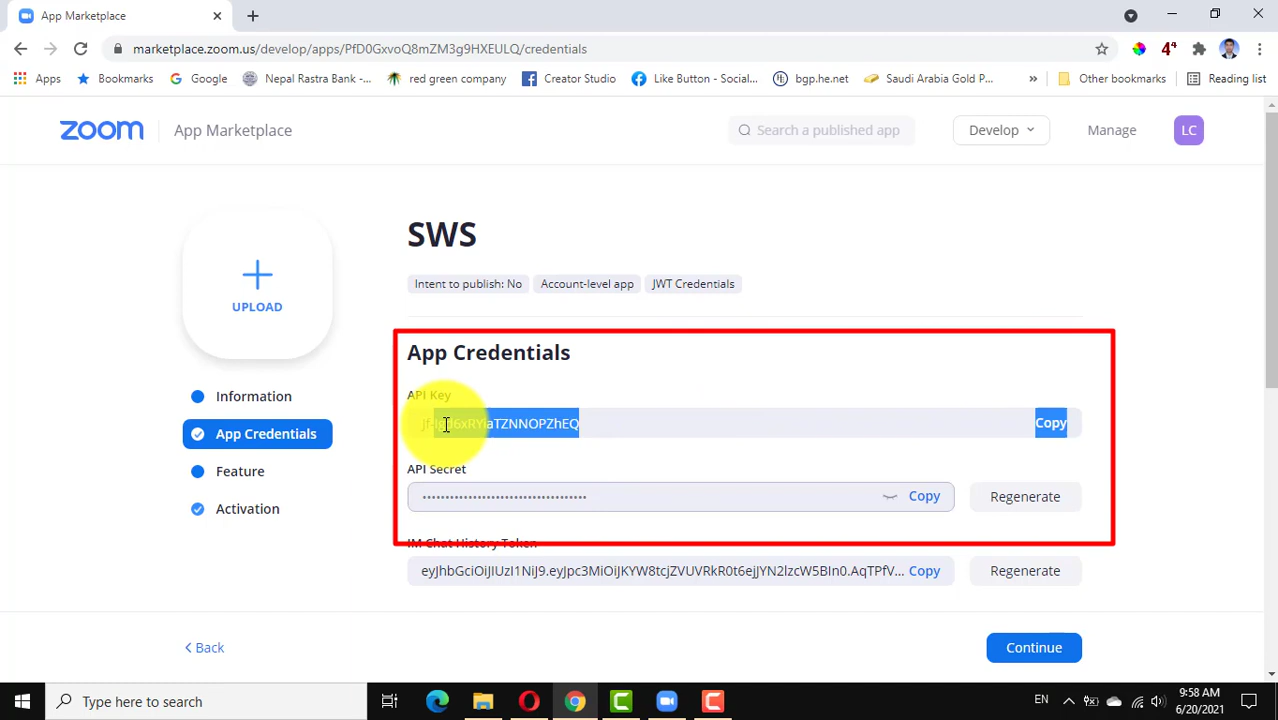 App Marketplace
marketplace.zoom.us/develop/apps/PfD0GxvoQ8mZM3g9HXEULQ/credentials
Apps Bookmarks Google Nepal Rastra Bank -... red green company Creator Studio Like Button - Social... bgp.he.net Saudi Arabia Gold P... » Other bookmarks Reading list
zoom App Marketplace Search a published app Develop Manage LC
SWS
UPLOAD
Intent to publish: No Account-level app JWT Credentials
App Credentials
Information
API Key
Copy
App Credentials
API Secret
Feature
•••••••••••••••••••••••••••••••••••• Copy Regenerate
Activation
IM Chat History Token
Copy Regenerate
Back Continue
Type here to search
EN
9:58 AM
6/20/2021